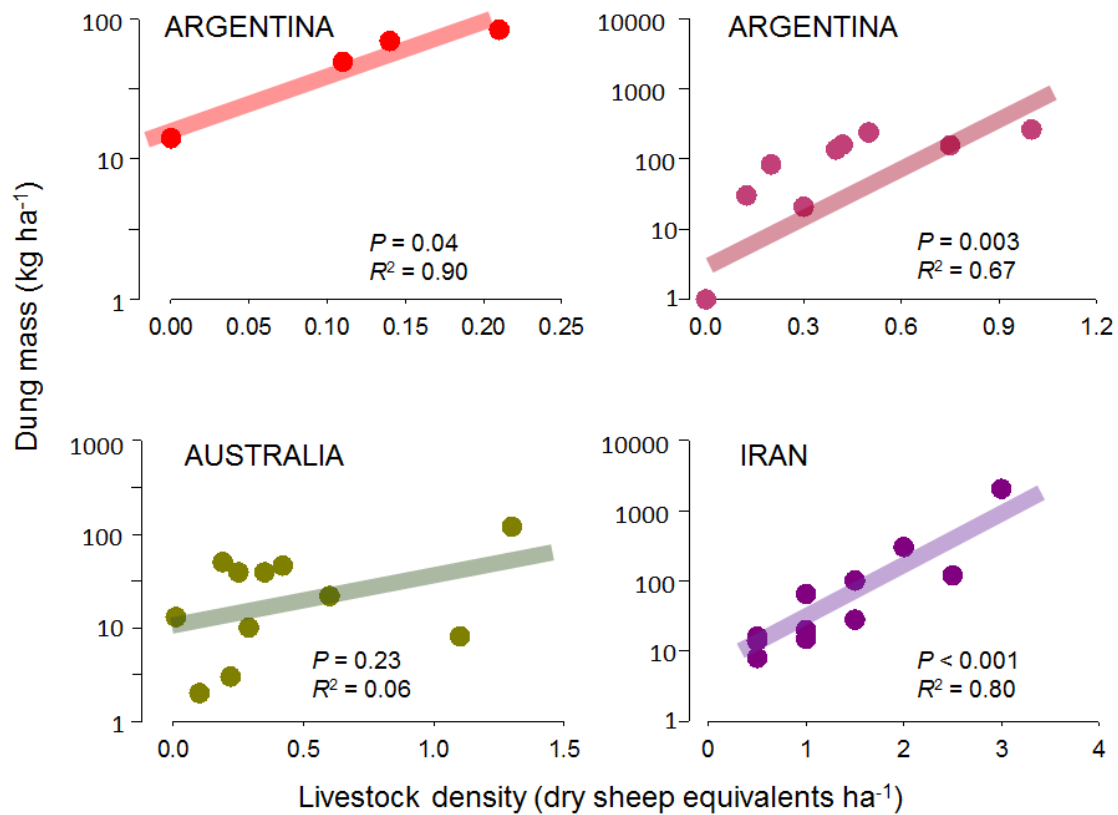 Dung mass (kg ha⁻¹)
ARGENTINA
100
10
1
P = 0.04
R² = 0.90
0.00 0.05 0.10 0.15 0.20 0.25
ARGENTINA
10000
1000
100
10
1
P = 0.003
R² = 0.67
0.0 0.3 0.6 0.9 1.2
AUSTRALIA
1000
100
10
1
P = 0.23
R² = 0.06
0.0 0.5 1.0 1.5
IRAN
10000
1000
100
10
1
P < 0.001
R² = 0.80
0 1 2 3 4
Livestock density (dry sheep equivalents ha⁻¹)